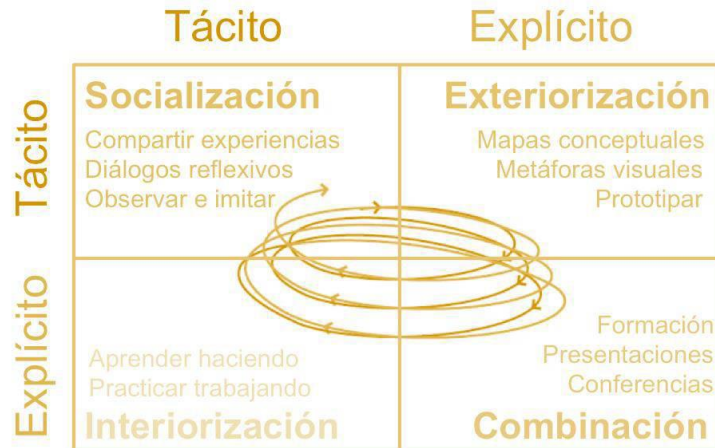 Tácito
Explícito
Tácito
Socialización
Compartir experiencias
Diálogos reflexivos
Observar e imitar
Exteriorización
Mapas conceptuales
Metáforas visuales
Prototipar
Explícito
Aprender haciendo
Practicar trabajando
Interiorización
Formación
Presentaciones
Conferencias
Combinación